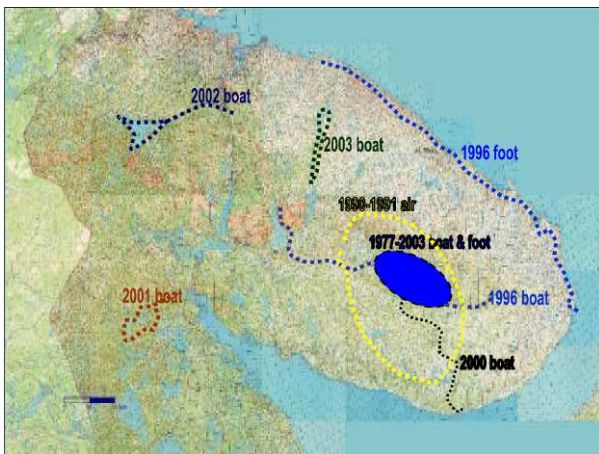 2002 boat
2003 boat
1996 foot
1990-1991 air
1977-2003 boat & foot
2001 boat
1996 boat
2000 boat